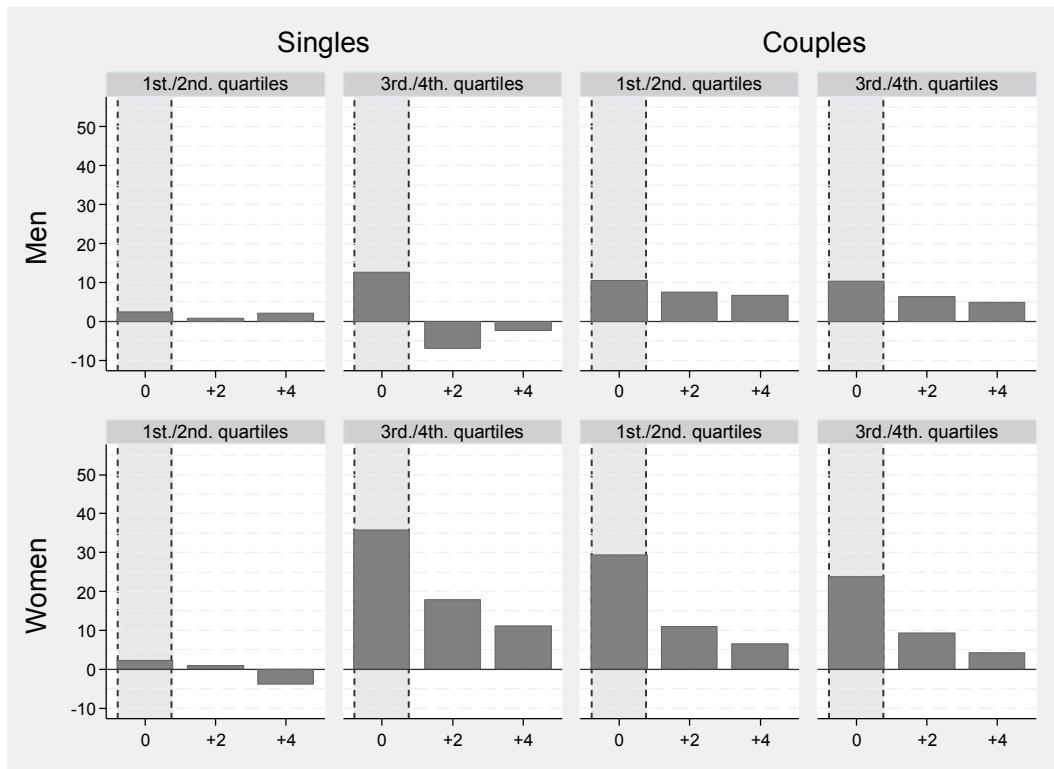 Singles Couples
1st./2nd. quartiles 3rd./4th. quartiles 1st./2nd. quartiles 3rd./4th. quartiles
Men
50
40
30
20
10
0
-10
0 +2 +4 0 +2 +4 0 +2 +4 0 +2 +4
1st./2nd. quartiles 3rd./4th. quartiles 1st./2nd. quartiles 3rd./4th. quartiles
Women
50
40
30
20
10
0
-10
0 +2 +4 0 +2 +4 0 +2 +4 0 +2 +4